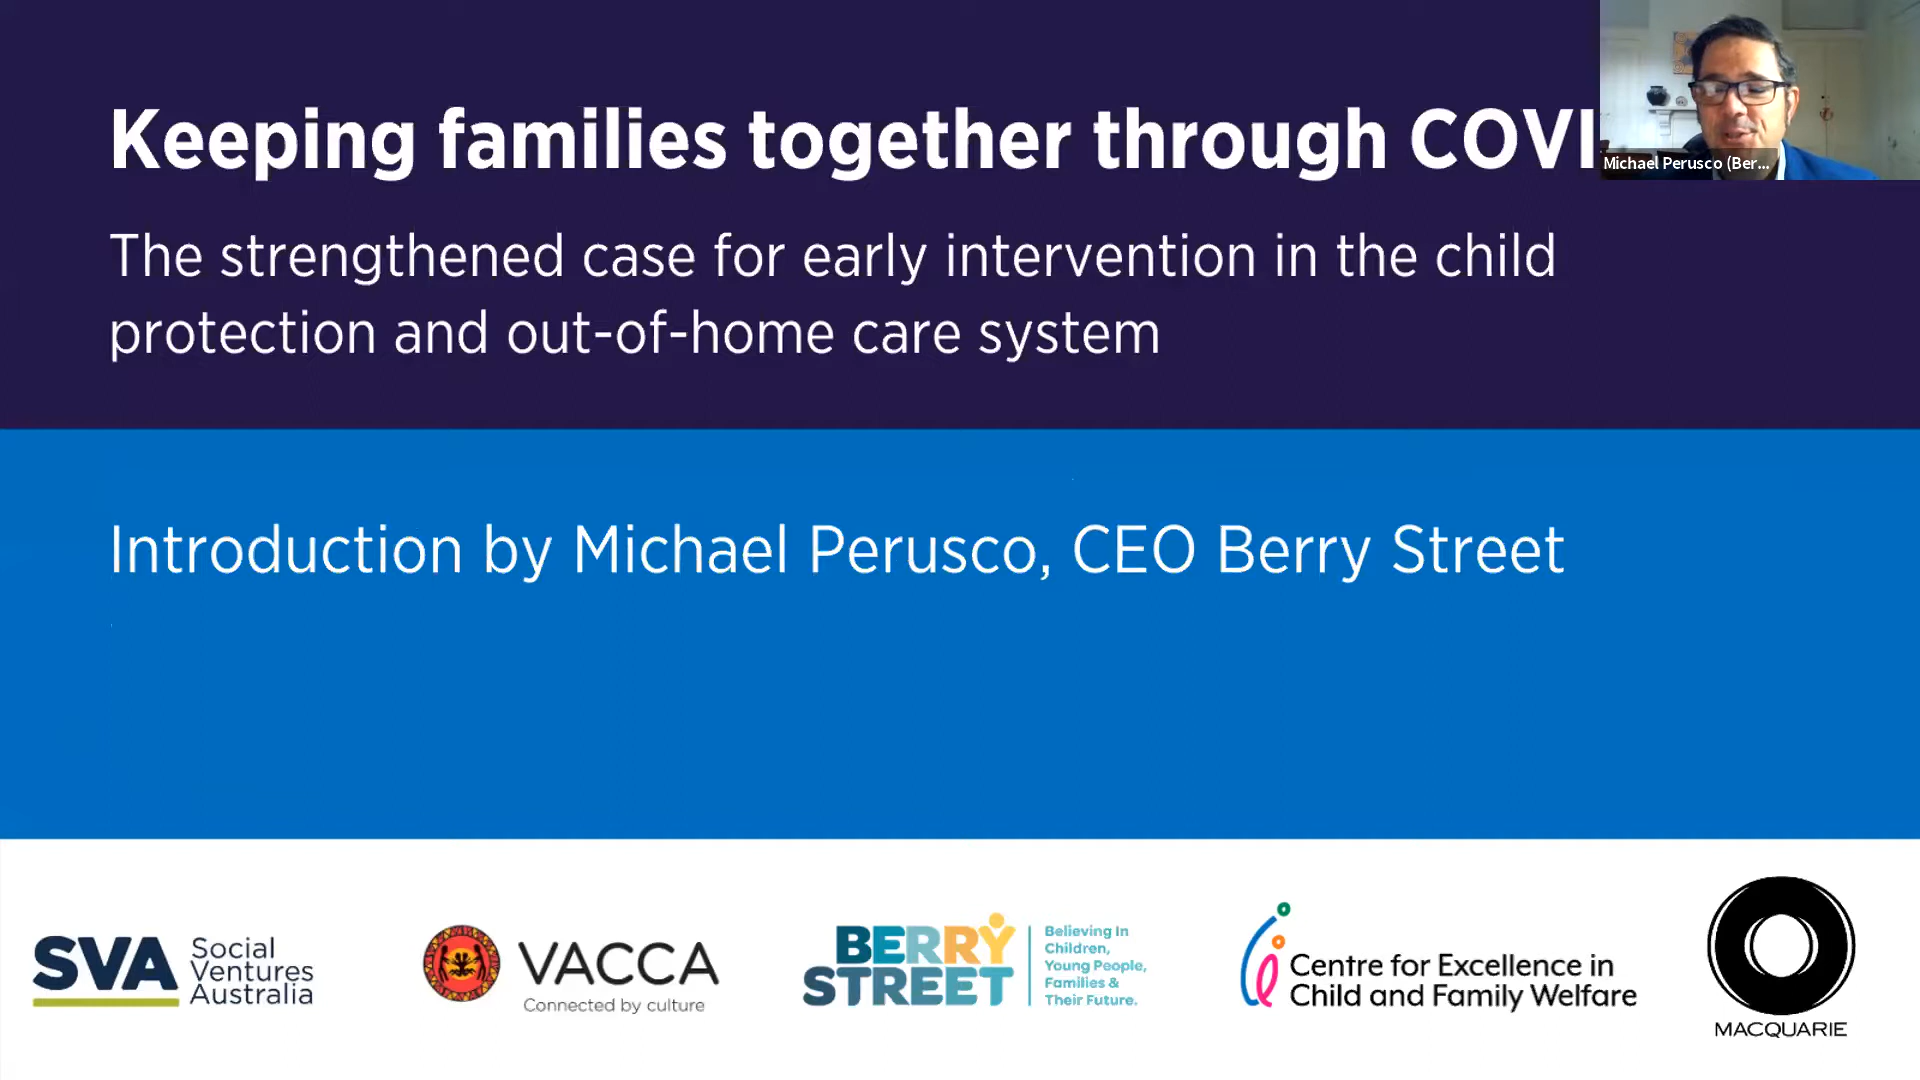 Keeping families together through COVI
Michael Perusco (Ber...
The strengthened case for early intervention in the child
protection and out-of-home care system
Introduction by Michael Perusco, CEO Berry Street
SVA
Social
Ventures
Australia
VACCA
Connected by culture
BERRY
STREET
Believing In
Children,
Young People,
Families &
Their Future.
Centre for Excellence in
Child and Family Welfare
MACQUARIE